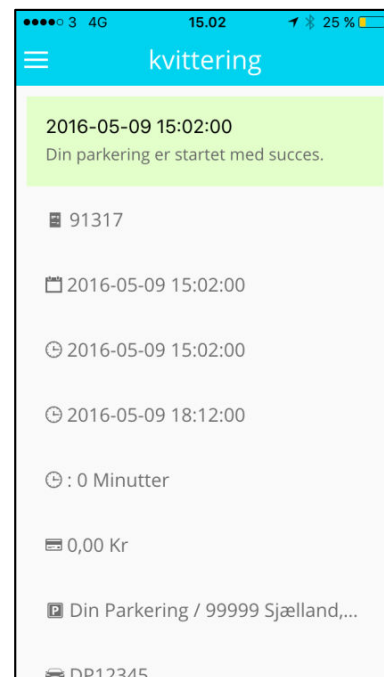 3 4G 15.02 25 %
kvittering
2016-05-09 15:02:00
Din parkering er startet med succes.
91317
2016-05-09 15:02:00
2016-05-09 15:02:00
2016-05-09 18:12:00
: 0 Minutter
0,00 Kr
P Din Parkering / 99999 Sjælland,...
DP12345